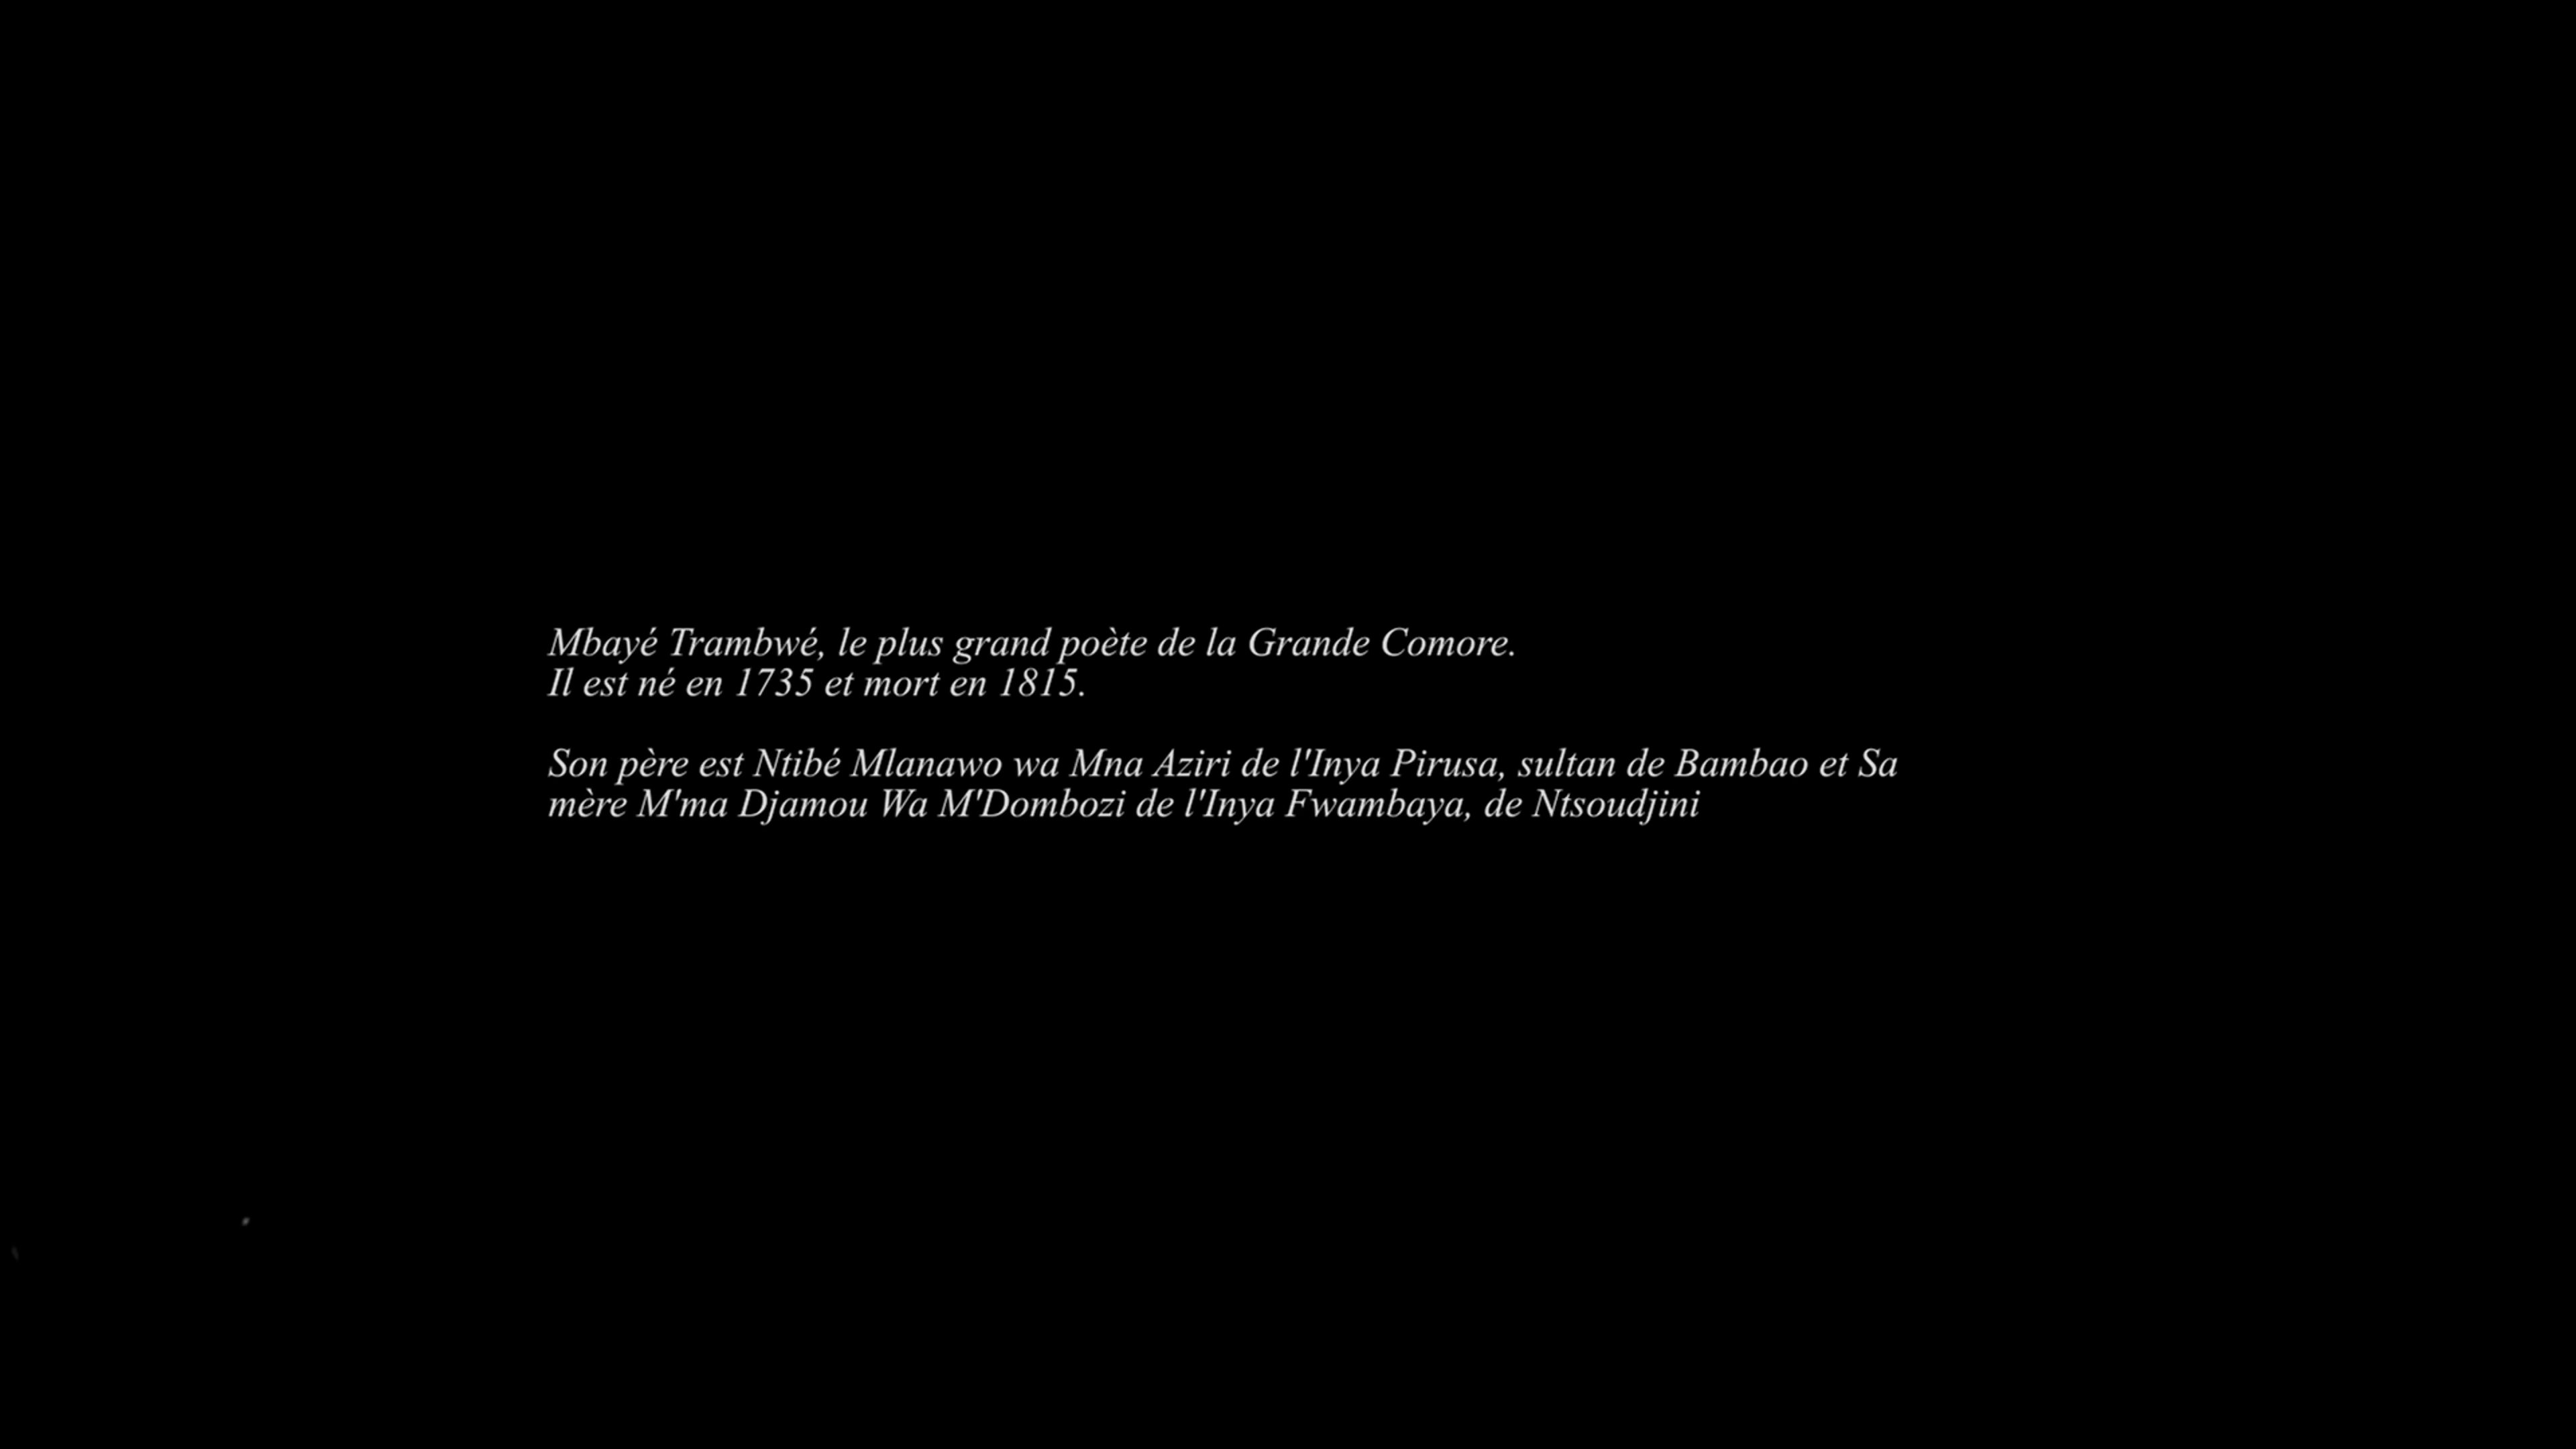 Mbayé Trambwé, le plus grand poète de la Grande Comore.
Il est né en 1735 et mort en 1815.
Son père est Ntibé Mlanawo wa Mna Aziri de l'Inya Pirusa, sultan de Bambao et Sa
mère M'ma Djamou Wa M'Dombozi de l'Inya Fwambaya, de Ntsoudjini